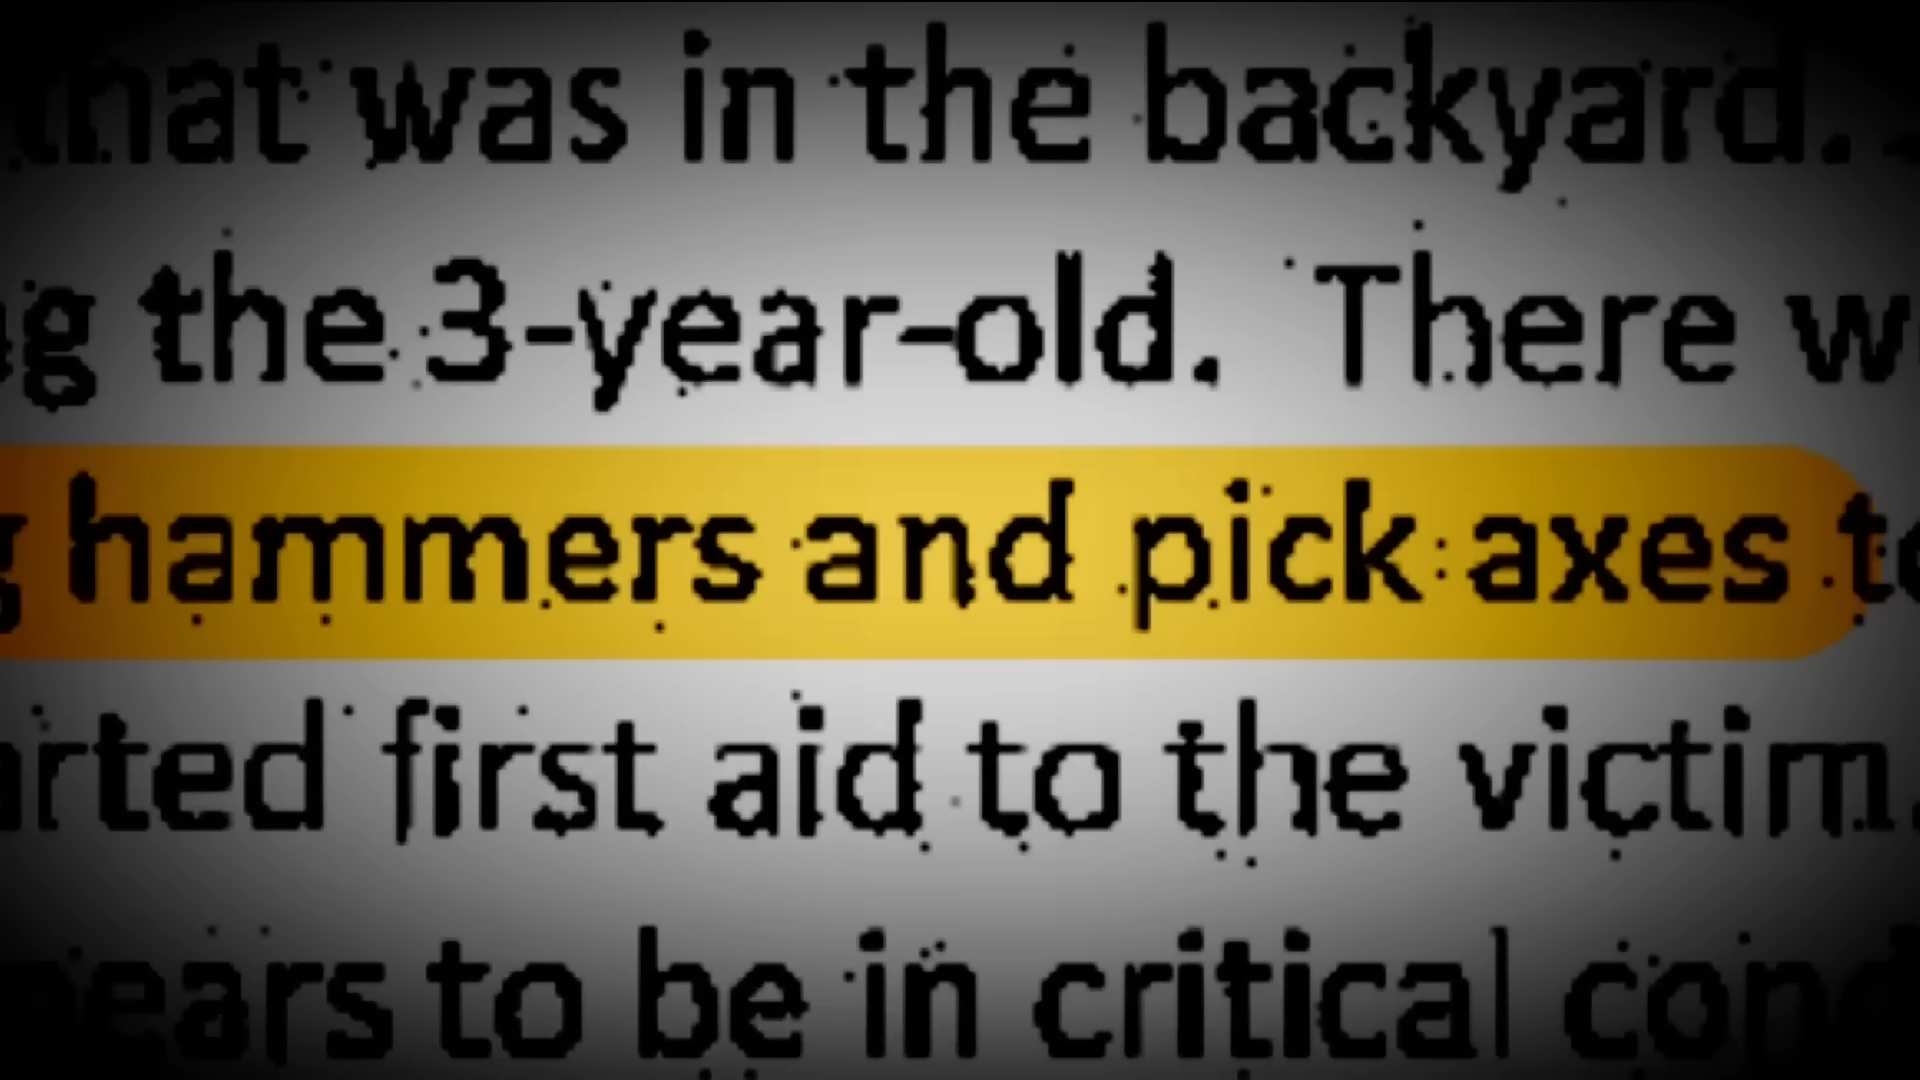 that was in the backyard.
the 3-year-old. There
hammers and pick axes
first aid to the victim.
to be in critical